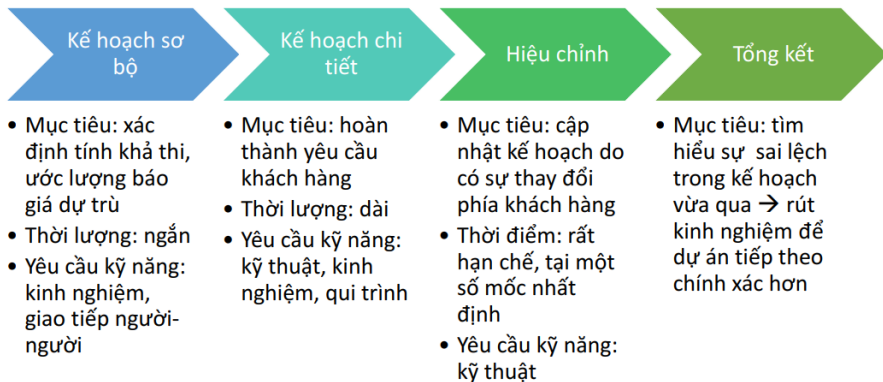 Kế hoạch sơ
bộ
• Mục tiêu: xác
định tính khả thi,
ước lượng báo
giá dự trù
• Thời lượng: ngắn
• Yêu cầu kỹ năng:
kinh nghiệm,
giao tiếp người-
người
Kế hoạch chi
tiết
• Mục tiêu: hoàn
thành yêu cầu
khách hàng
• Thời lượng: dài
• Yêu cầu kỹ năng:
kỹ thuật, kinh
nghiệm, qui trình
Hiệu chỉnh
• Mục tiêu: cập
nhật kế hoạch do
có sự thay đổi
phía khách hàng
• Thời điểm: rất
hạn chế, tại một
số mốc nhất
định
• Yêu cầu kỹ năng:
kỹ thuật
Tổng kết
• Mục tiêu: tìm
hiểu sự sai lệch
trong kế hoạch
vừa qua → rút
kinh nghiệm để
dự án tiếp theo
chính xác hơn